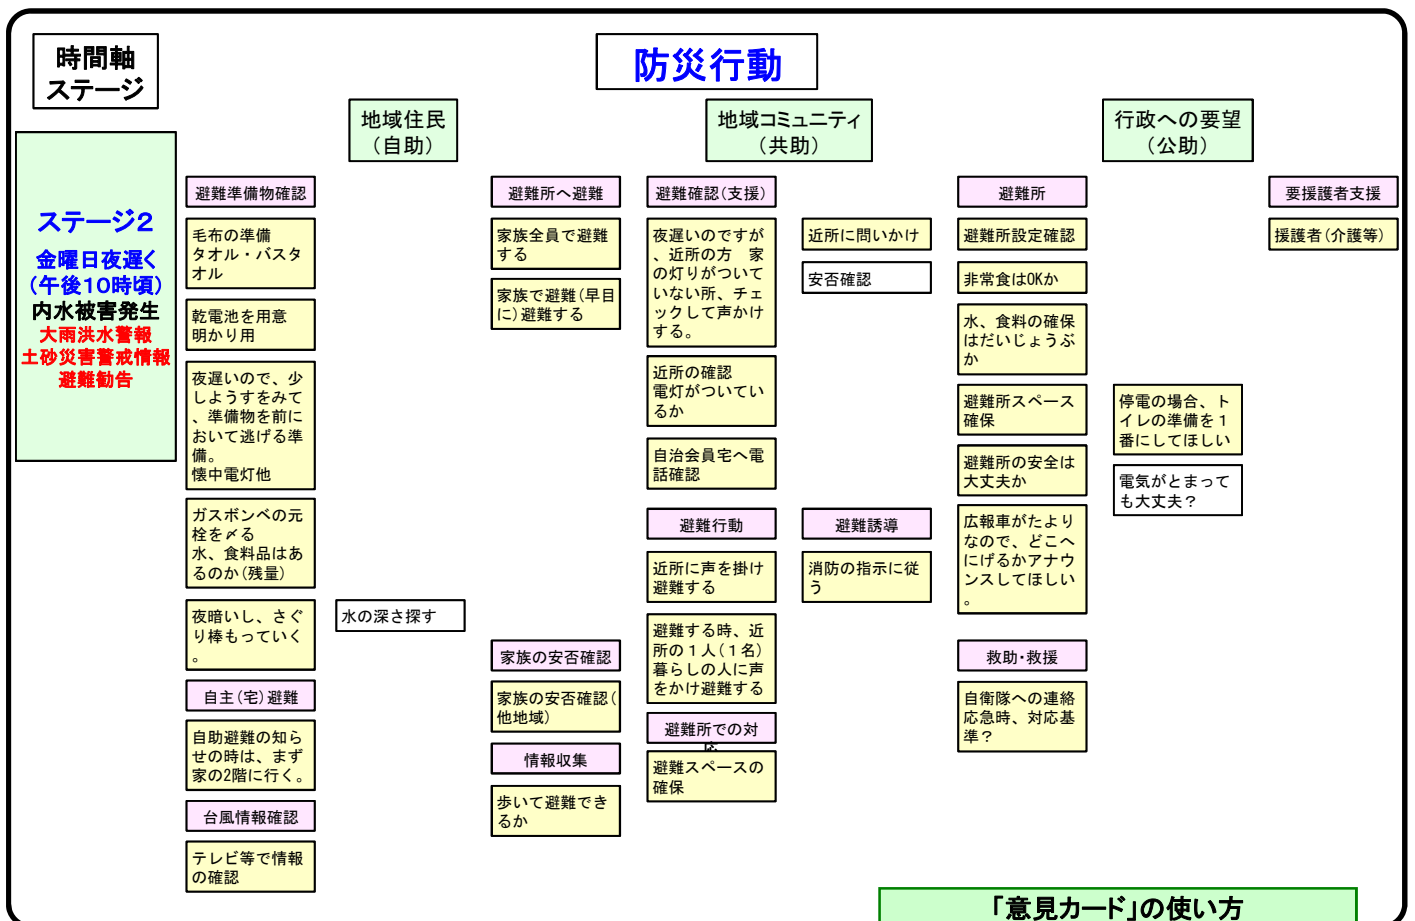 時間軸
ステージ
防災行動
地域住民
（自助）
地域コミュニティ
（共助）
行政への要望
（公助）
ステージ２
金曜日夜遅く
（午後１０時頃）
内水被害発生
大雨洪水警報
土砂災害警戒情報
避難勧告
避難準備物確認
毛布の準備
タオル・バスタ
オル
乾電池を用意
明かり用
夜遅いので、少
しようすをみて
、準備物を前に
おいて逃げる準
備。
懐中電灯他
ガスボンベの元
栓を〆る
水、食料品はあ
るのか(残量)
夜暗いし、さぐ
り棒もっていく
。
水の深さ探す
自主(宅)避難
自助避難の知ら
せの時は、まず
家の2階に行く。
台風情報確認
テレビ等で情報
の確認
避難所へ避難
家族全員で避難
する
家族で避難(早目
に)避難する
家族の安否確認
家族の安否確認(
他地域)
情報収集
歩いて避難でき
るか
避難確認(支援)
夜遅いのですが
、近所の方　家
の灯りがついて
いない所、チェ
ックして声かけ
する。
近所の確認
電灯がついてい
るか
自治会員宅へ電
話確認
避難行動
近所に声を掛け
避難する
避難する時、近
所の１人(１名)
暮らしの人に声
をかけ避難する
避難所での対
応
避難スペースの
確保
近所に問いかけ
安否確認
避難誘導
消防の指示に従
う
避難所
避難所設定確認
非常食はOKか
水、食料の確保
はだいじょうぶ
か
避難所スペース
確保
避難所の安全は
大丈夫か
広報車がたより
なので、どこへ
にげるかアナウ
ンスしてほしい
。
救助・救援
自衛隊への連絡
応急時、対応基
準？
停電の場合、ト
イレの準備を１
番にしてほしい
電気がとまって
も大丈夫？
要援護者支援
援護者(介護等)
「意見カード」の使い方